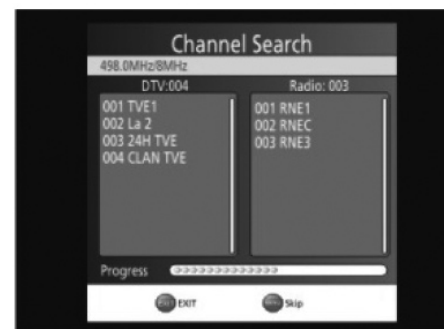 Channel Search
498.0MHz/8MHz
DTV:004
Radio: 003
001 TVE1
002 La 2
003 24H TVE
004 CLAN TVE
001 RNE1
002 RNEC
003 RNE3
Progress
EXIT
Skip